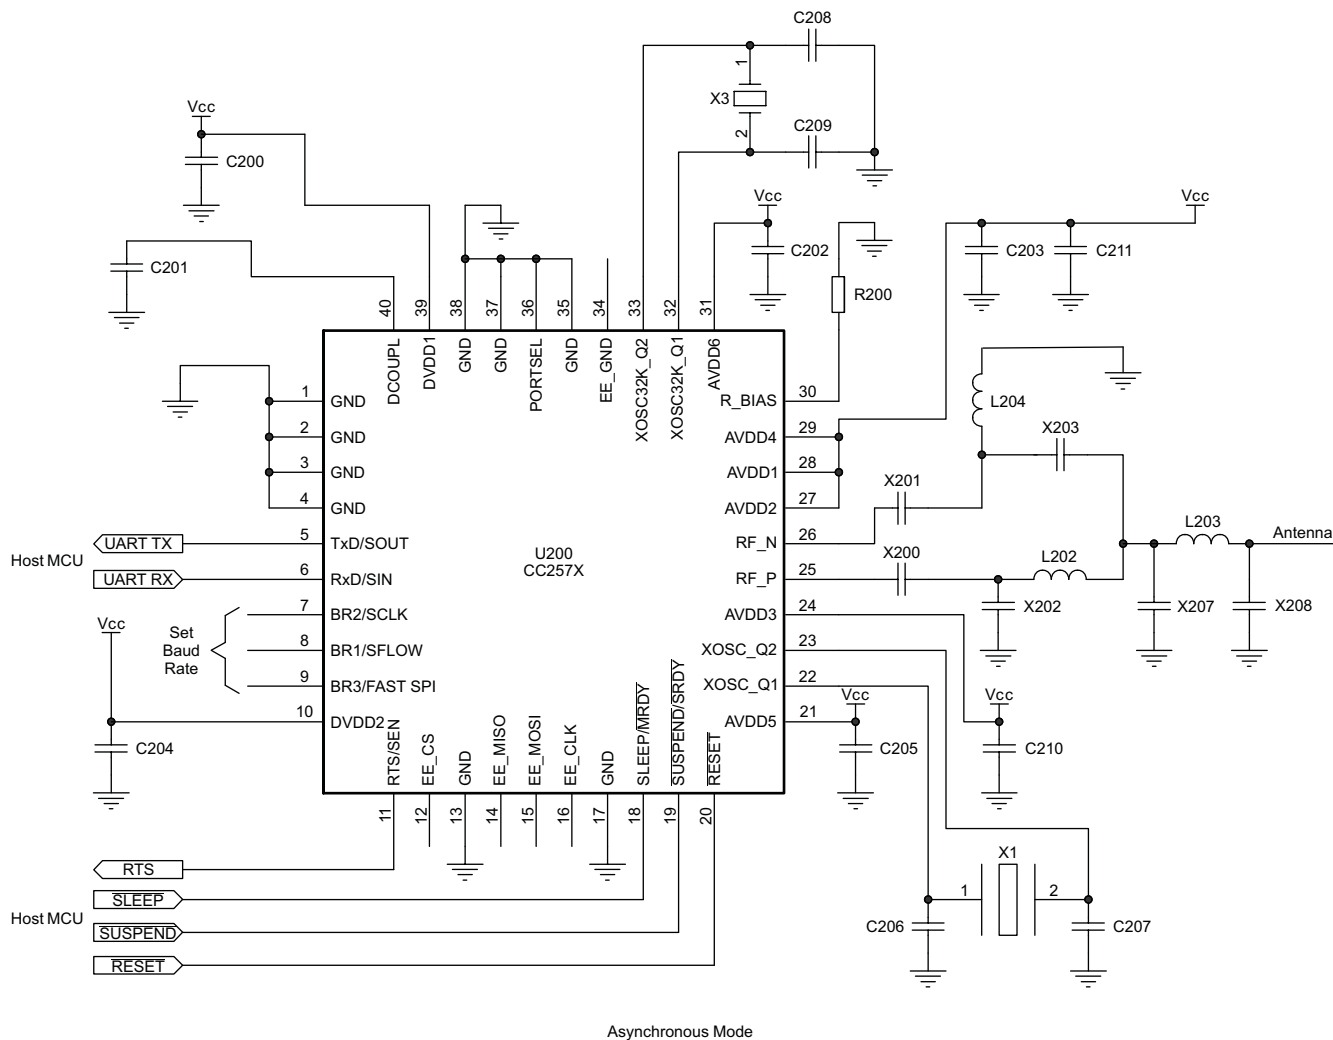 C208
1
X3
2
C209
Vcc
C200
Vcc
C202
Vcc
C203
C211
C201
R200
40
39
38
37
36
35
34
33
32
31
DCOUPL
DVDD1
GND
GND
PORTSEL
GND
EE_GND
XOSC32K_Q2
XOSC32K_Q1
AVDD6
1 GND
2 GND
3 GND
4 GND
5 TxD/SOUT
6 RxD/SIN
7 BR2/SCLK
8 BR1/SFLOW
9 BR3/FAST SPI
10 DVDD2
Host MCU
UART TX
UART RX
Set
Baud
Rate
Vcc
C204
U200
CC257X
R_BIAS 30
AVDD4 29
AVDD1 28
AVDD2 27
RF_N 26
RF_P 25
AVDD3 24
XOSC_Q2 23
XOSC_Q1 22
AVDD5 21
L204
X203
X201
X200
L202
L203
Antenna
X202
X207
X208
Vcc
C205
Vcc
C210
RTS/SEN
EE_CS
GND
EE_MISO
EE_MOSI
EE_CLK
GND
SLEEP/MRDY
SUSPEND/SRDY
RESET
11
12
13
14
15
16
17
18
19
20
RTS
SLEEP
Host MCU
SUSPEND
RESET
X1
1
2
C206
C207
Asynchronous Mode